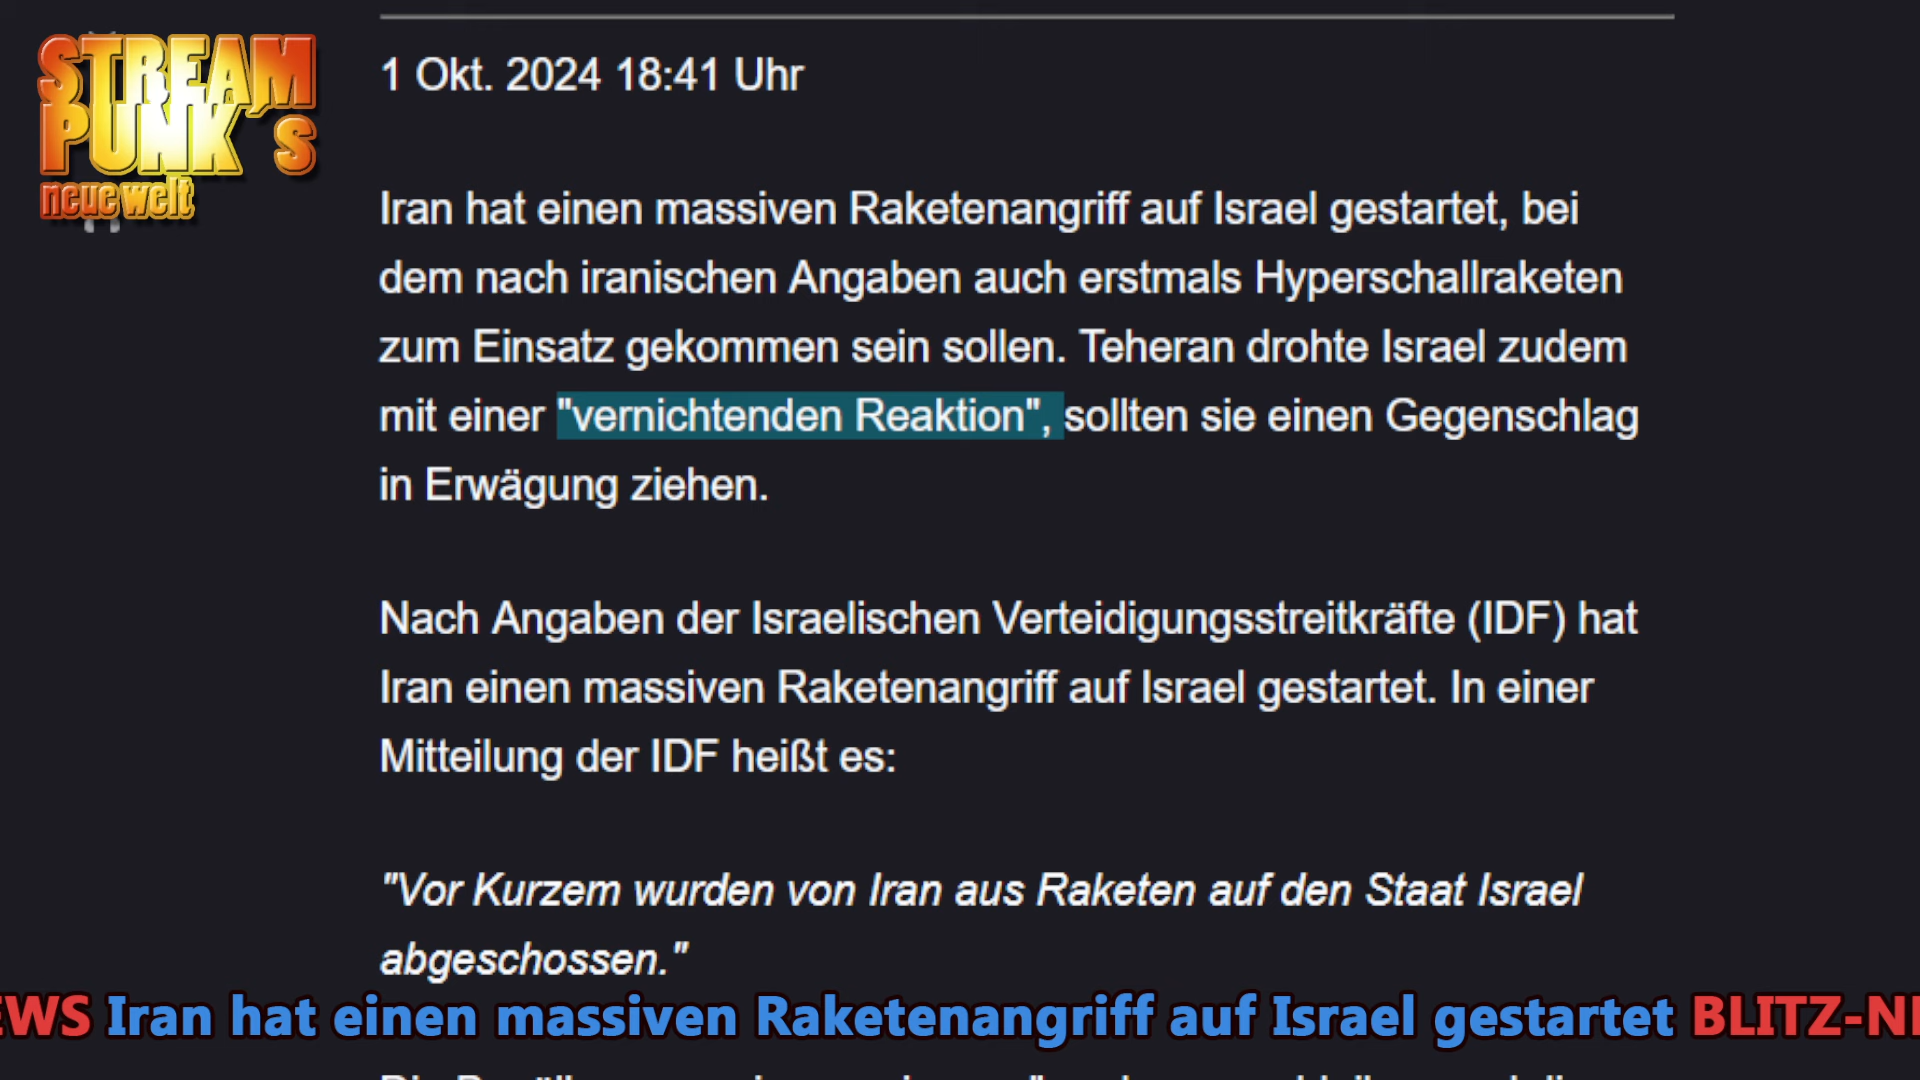 STREAM
PUNK´s
neue welt
1 Okt. 2024 18:41 Uhr
Iran hat einen massiven Raketenangriff auf Israel gestartet, bei
dem nach iranischen Angaben auch erstmals Hyperschallraketen
zum Einsatz gekommen sein sollen. Teheran drohte Israel zudem
mit einer "vernichtenden Reaktion", sollten sie einen Gegenschlag
in Erwägung ziehen.
Nach Angaben der Israelischen Verteidigungsstreitkräfte (IDF) hat
Iran einen massiven Raketenangriff auf Israel gestartet. In einer
Mitteilung der IDF heißt es:
"Vor Kurzem wurden von Iran aus Raketen auf den Staat Israel
abgeschossen."
EWS Iran hat einen massiven Raketenangriff auf Israel gestartet BLITZ-NE